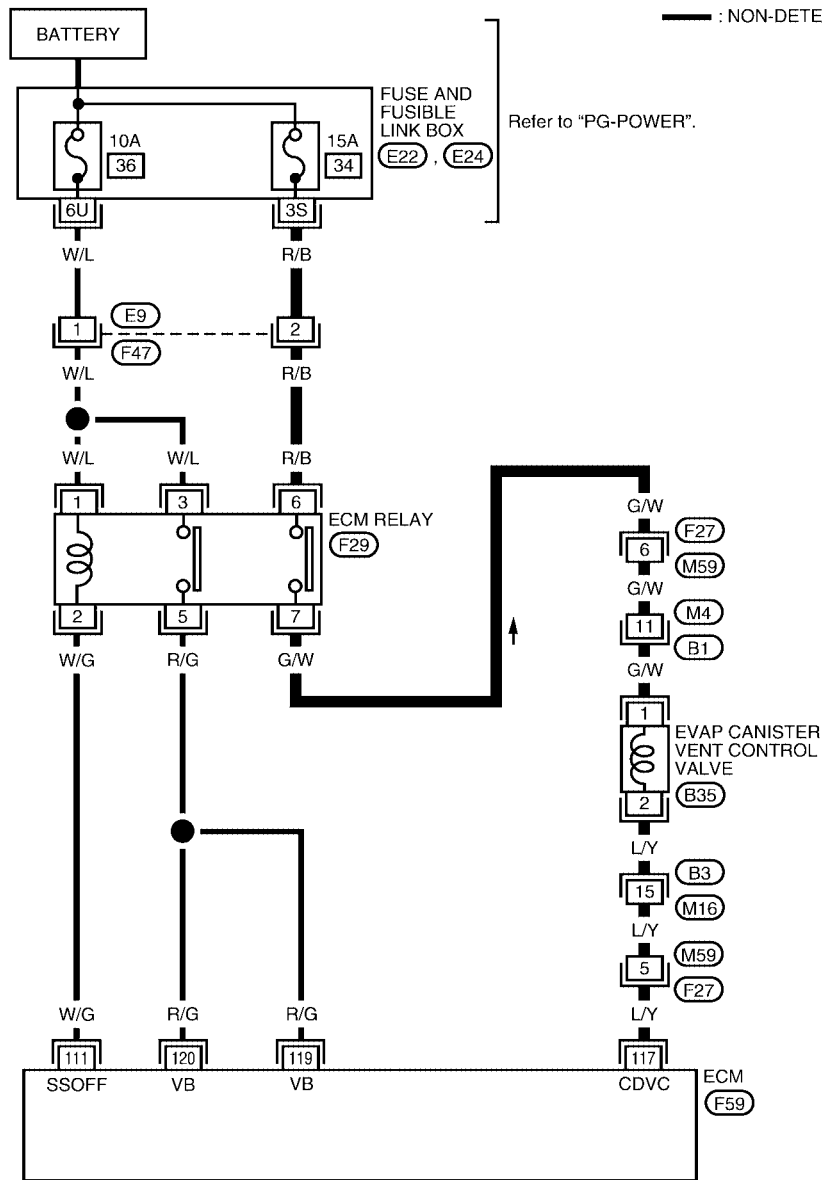 : NON-DETE
BATTERY
FUSE AND
FUSIBLE
LINK BOX
E22 , E24
Refer to “PG-POWER”.
10A
36
15A
34
6U
3S
W/L
R/B
1
E9
F47
2
W/L
R/B
W/L
W/L
R/B
1
3
6
ECM RELAY
F29
2
5
7
W/G
R/G
G/W
G/W
6
F27
M59
G/W
11
M4
B1
G/W
1
EVAP CANISTER
VENT CONTROL
VALVE
B35
2
L/Y
15
B3
M16
L/Y
5
M59
F27
W/G
R/G
R/G
L/Y
111
120
119
117
SSOFF
VB
VB
CDVC
ECM
F59